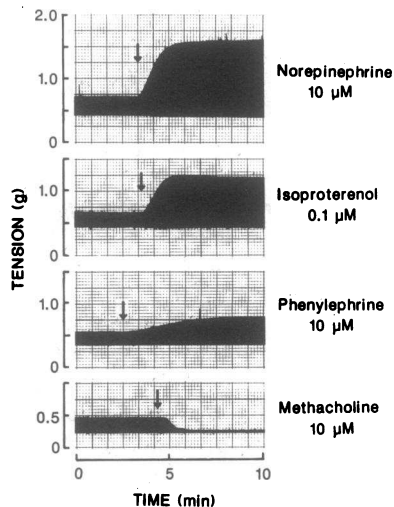 2.0
1.0
0
Norepinephrine
10 µM
1.0
0
Isoproterenol
0.1 µM
TENSION (g)
1.0
0
Phenylephrine
10 µM
0.5
0
Methacholine
10 µM
0 5 10
TIME (min)